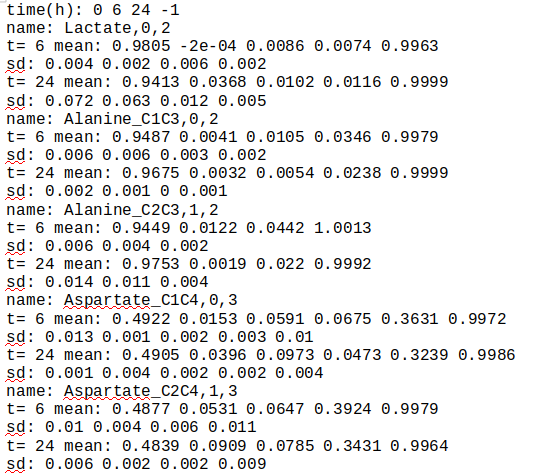 time(h): 0 6 24 -1
name: Lactate,0,2
t= 6 mean: 0.9805 -2e-04 0.0086 0.0074 0.9963
sd: 0.004 0.002 0.006 0.002
t= 24 mean: 0.9413 0.0368 0.0102 0.0116 0.9999
sd: 0.072 0.063 0.012 0.005
name: Alanine_C1C3,0,2
t= 6 mean: 0.9487 0.0041 0.0105 0.0346 0.9979
sd: 0.006 0.006 0.003 0.002
t= 24 mean: 0.9675 0.0032 0.0054 0.0238 0.9999
sd: 0.002 0.001 0 0.001
name: Alanine_C2C3,1,2
t= 6 mean: 0.9449 0.0122 0.0442 1.0013
sd: 0.006 0.004 0.002
t= 24 mean: 0.9753 0.0019 0.022 0.9992
sd: 0.014 0.011 0.004
name: Aspartate_C1C4,0,3
t= 6 mean: 0.4922 0.0153 0.0591 0.0675 0.3631 0.9972
sd: 0.013 0.001 0.002 0.003 0.01
t= 24 mean: 0.4905 0.0396 0.0973 0.0473 0.3239 0.9986
sd: 0.001 0.004 0.002 0.002 0.004
name: Aspartate_C2C4,1,3
t= 6 mean: 0.4877 0.0531 0.0647 0.3924 0.9979
sd: 0.01 0.004 0.006 0.011
t= 24 mean: 0.4839 0.0909 0.0785 0.3431 0.9964
sd: 0.006 0.002 0.002 0.009